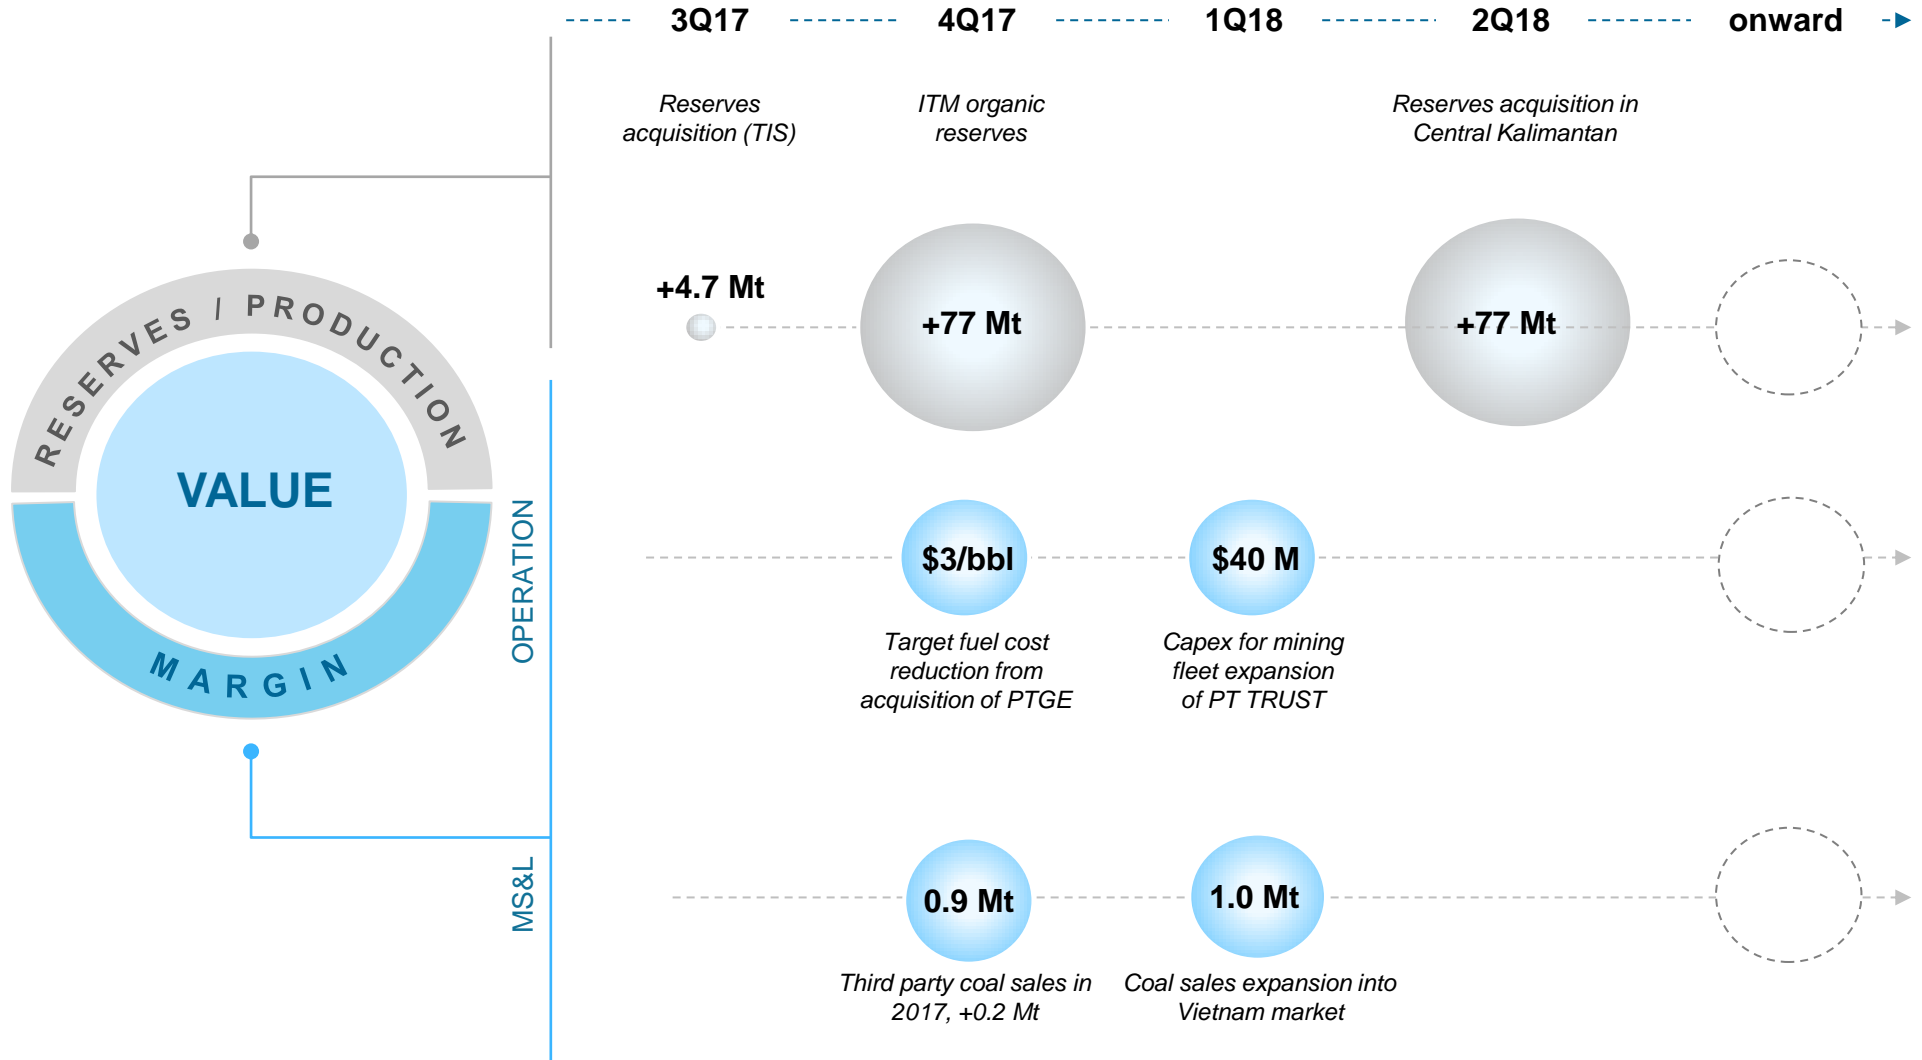 3Q17
4Q17
1Q18
2Q18
onward
Reserves
acquisition (TIS)
ITM organic
reserves
Reserves acquisition in
Central Kalimantan
+4.7 Mt
+77 Mt
+77 Mt
RESERVES / PRODUCTION
VALUE
MARGIN
OPERATION
$3/bbl
$40 M
Target fuel cost
reduction from
acquisition of PTGE
Capex for mining
fleet expansion
of PT TRUST
MS&L
0.9 Mt
1.0 Mt
Third party coal sales in
2017, +0.2 Mt
Coal sales expansion into
Vietnam market